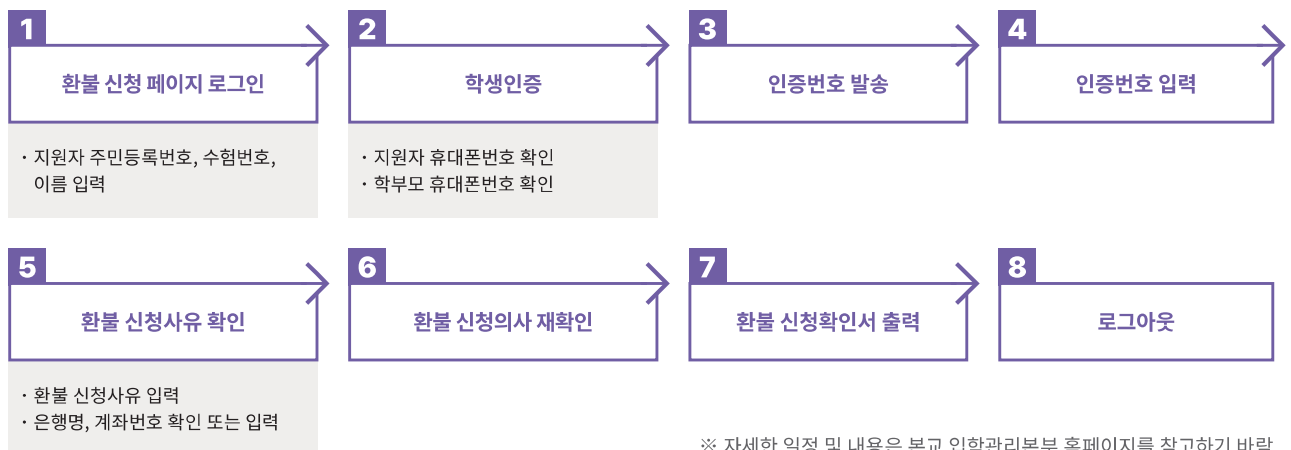 1
환불 신청 페이지 로그인
· 지원자 주민등록번호, 수험번호,
이름 입력
2
학생인증
· 지원자 휴대폰번호 확인
· 학부모 휴대폰번호 확인
3
인증번호 발송
4
인증번호 입력
5
환불 신청사유 확인
· 환불 신청사유 입력
· 은행명, 계좌번호 확인 또는 입력
6
환불 신청의사 재확인
7
환불 신청확인서 출력
8
로그아웃
※ 자세한 일정 및 내용은 본교 입학관리본부 홈페이지를 참고하기 바람